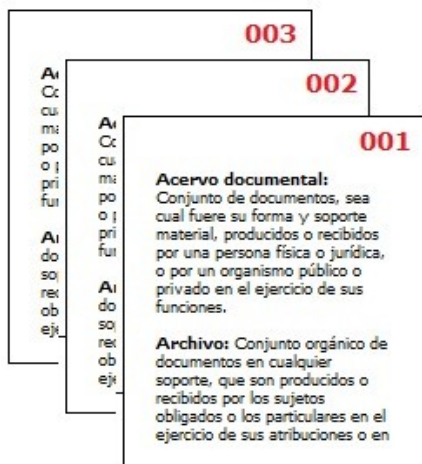 003
002
001
Acervo documental:
Conjunto de documentos, sea
cual fuere su forma y soporte
material, producidos o recibidos
por una persona física o jurídica,
o por un organismo público o
privado en el ejercicio de sus
funciones.
Archivo: Conjunto orgánico de
documentos en cualquier
soporte, que son producidos o
recibidos por los sujetos
obligados o los particulares en el
ejercicio de sus atribuciones o en